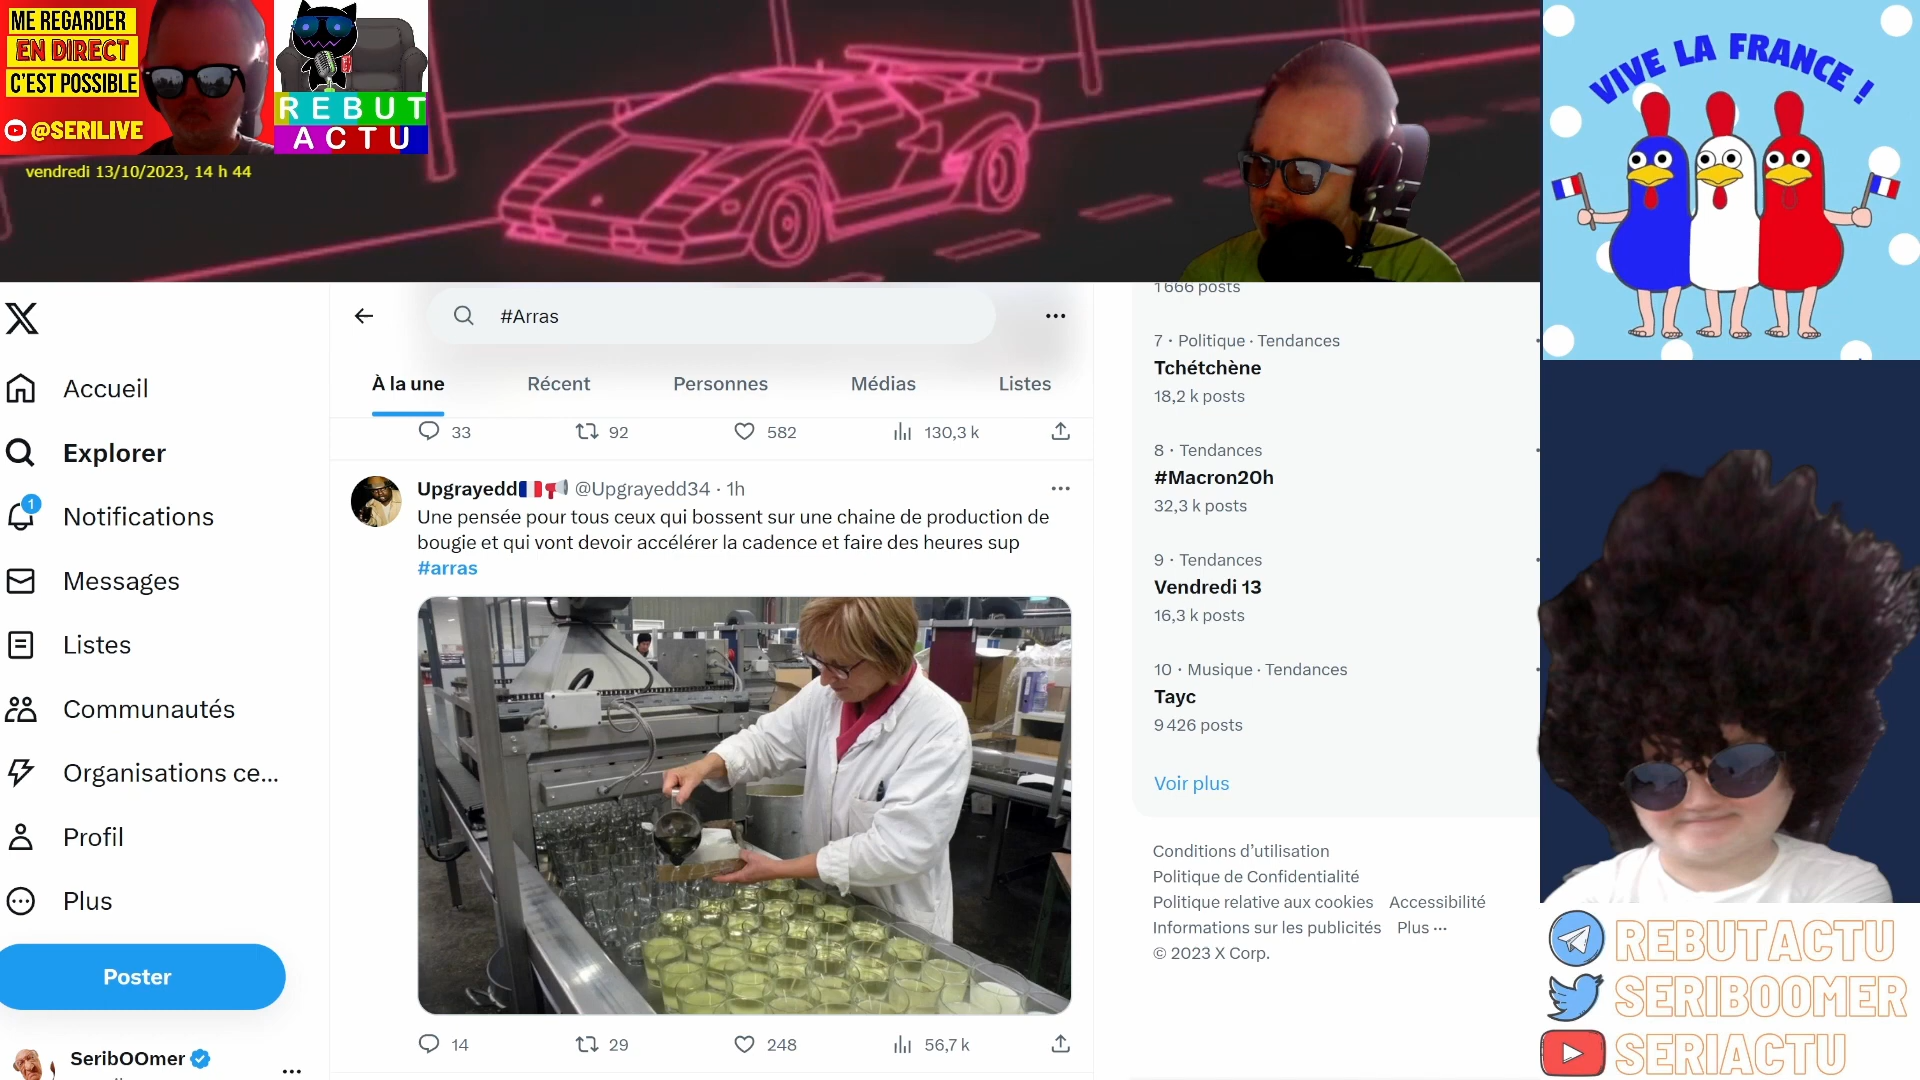 ME REGARDER
EN DIRECT
C'EST POSSIBLE
@SERILIVE
REBUT
ACTU
vendredi 13/10/2023, 14 h 44
VIVE LA FRANCE !
#Arras
À la une
Récent
Personnes
Médias
Listes
Accueil
Explorer
1
Notifications
Messages
Listes
Communautés
Organisations ce...
Profil
Plus
Poster
SeribOOmer
33
92
582
130,3 k
Upgrayedd @Upgrayedd34 · 1h
Une pensée pour tous ceux qui bossent sur une chaine de production de
bougie et qui vont devoir accélérer la cadence et faire des heures sup
#arras
14
29
248
56,7 k
1 666 posts
7 · Politique · Tendances
Tchétchène
18,2 k posts
8 · Tendances
#Macron20h
32,3 k posts
9 · Tendances
Vendredi 13
16,3 k posts
10 · Musique · Tendances
Tayc
9 426 posts
Voir plus
Conditions d’utilisation
Politique de Confidentialité
Politique relative aux cookies Accessibilité
Informations sur les publicités Plus ···
© 2023 X Corp.
REBUTACTU
SERIBOOMER
SERIACTU